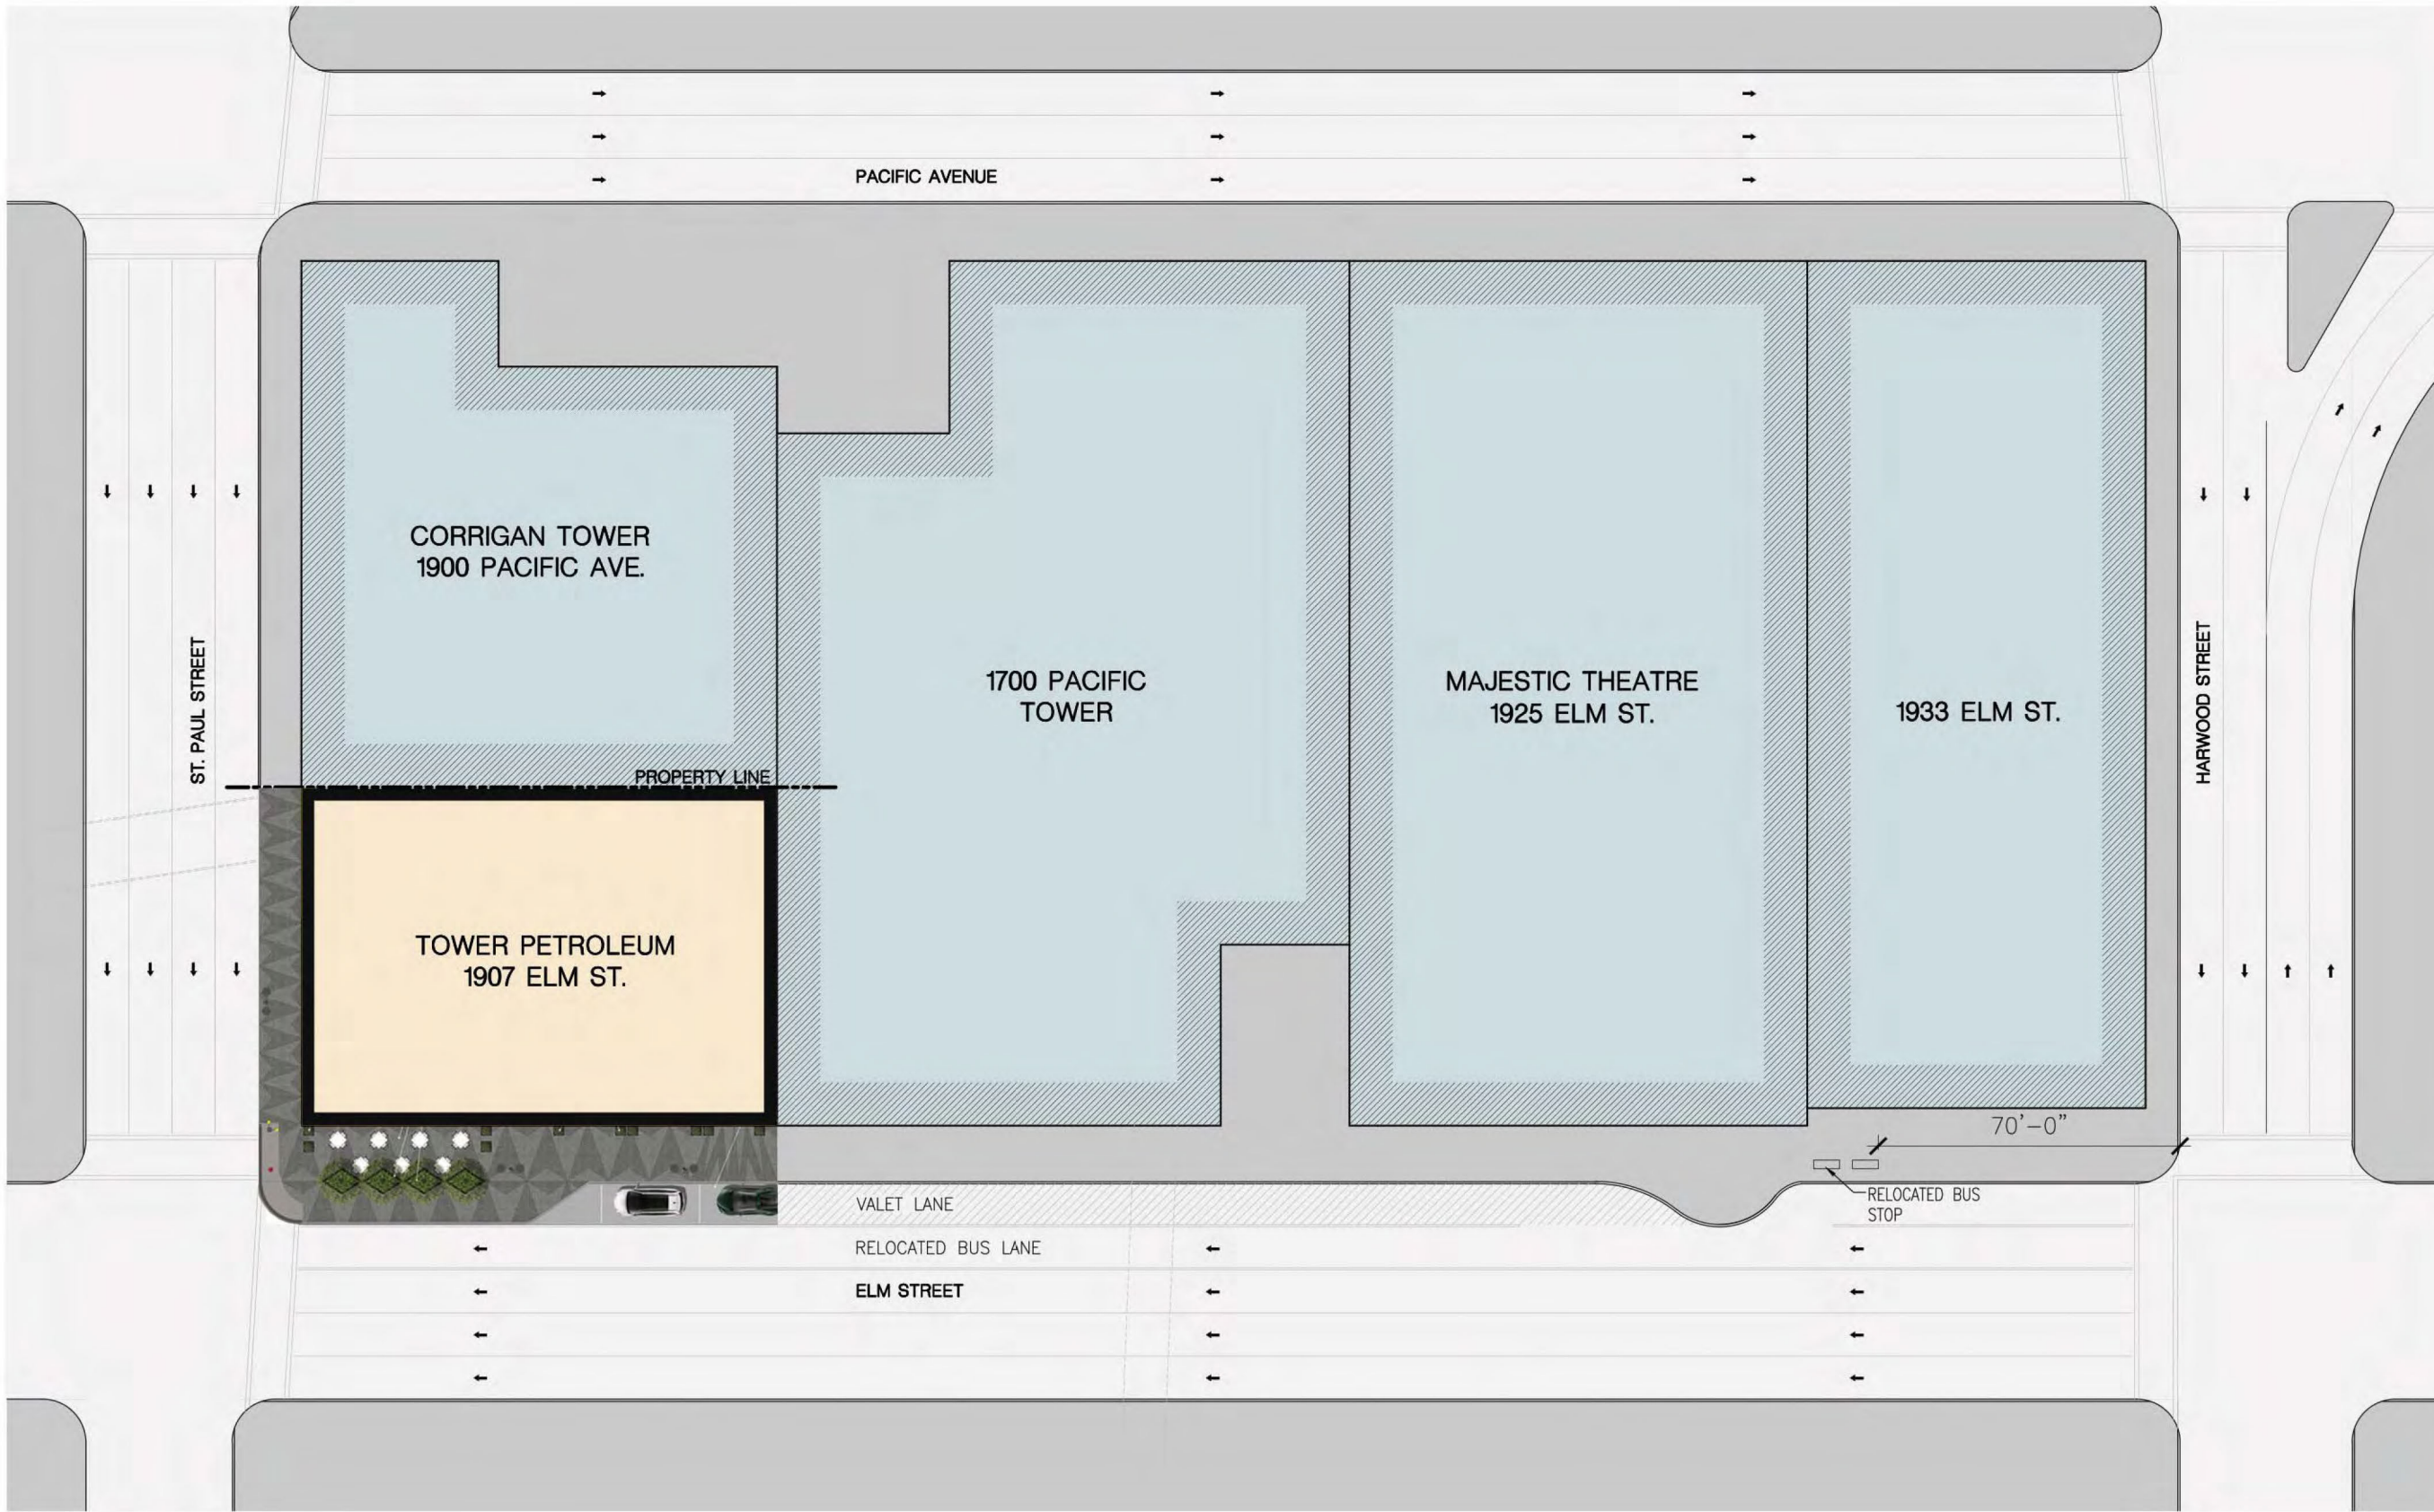 PACIFIC AVENUE
CORRIGAN TOWER
1900 PACIFIC AVE.
ST. PAUL STREET
1700 PACIFIC
TOWER
MAJESTIC THEATRE
1925 ELM ST.
1933 ELM ST.
HARWOOD STREET
PROPERTY LINE
TOWER PETROLEUM
1907 ELM ST.
70'-0"
VALET LANE
RELOCATED BUS
STOP
RELOCATED BUS LANE
ELM STREET